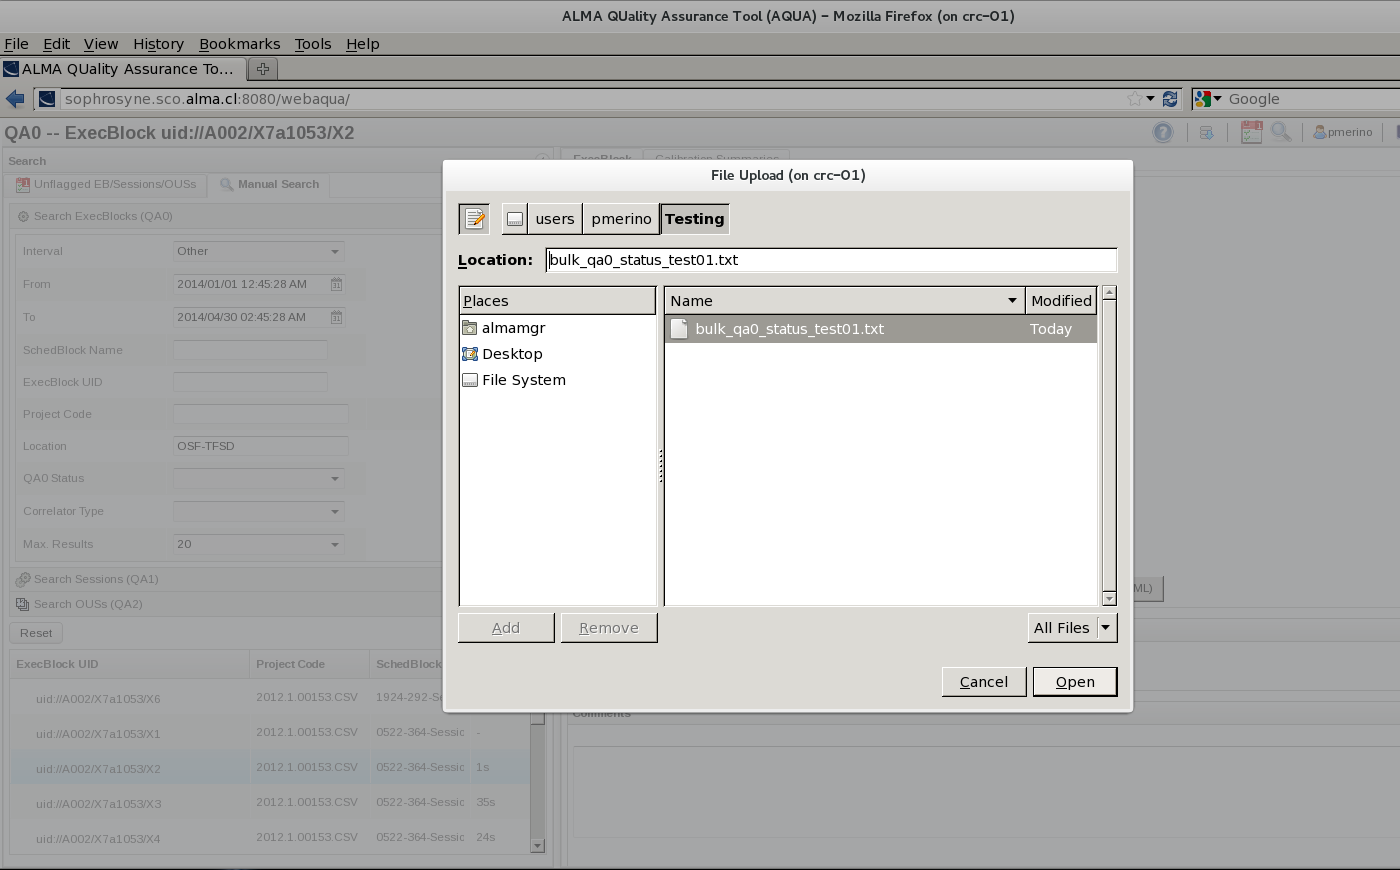 ALMA QUality Assurance Tool (AQUA) – Mozilla Firefox (on crc-01)
File Edit View History Bookmarks Tools Help
ALMA QUality Assurance To...
sophrosyne.sco.alma.cl:8080/webaqua/
Google
QA0 -- ExecBlock uid://A002/X7a1053/X2
pmerino
Search
ExecBlock Calibration Summaries
Unflagged EB/Sessions/OUSs Manual Search
Search ExecBlocks (QA0)
Interval Other
From 2014/01/01 12:45:28 AM
To 2014/04/30 02:45:28 AM
SchedBlock Name
ExecBlock UID
Project Code
Location OSF-TFSD
QA0 Status
Correlator Type
Max. Results 20
Search Sessions (QA1)
Search OUSs (QA2)
Reset
ExecBlock UID Project Code SchedBlock
uid://A002/X7a1053/X6 2012.1.00153.CSV 1924-292-S
uid://A002/X7a1053/X1 2012.1.00153.CSV 0522-364-Sessic -
uid://A002/X7a1053/X2 2012.1.00153.CSV 0522-364-Sessic 1s
uid://A002/X7a1053/X3 2012.1.00153.CSV 0522-364-Sessic 35s
uid://A002/X7a1053/X4 2012.1.00153.CSV 0522-364-Sessic 24s
File Upload (on crc-01)
users pmerino Testing
Location: bulk_qa0_status_test01.txt
Places Name Modified
almamgr bulk_qa0_status_test01.txt Today
Desktop
File System
Add Remove All Files
Cancel Open
ML)
Comments